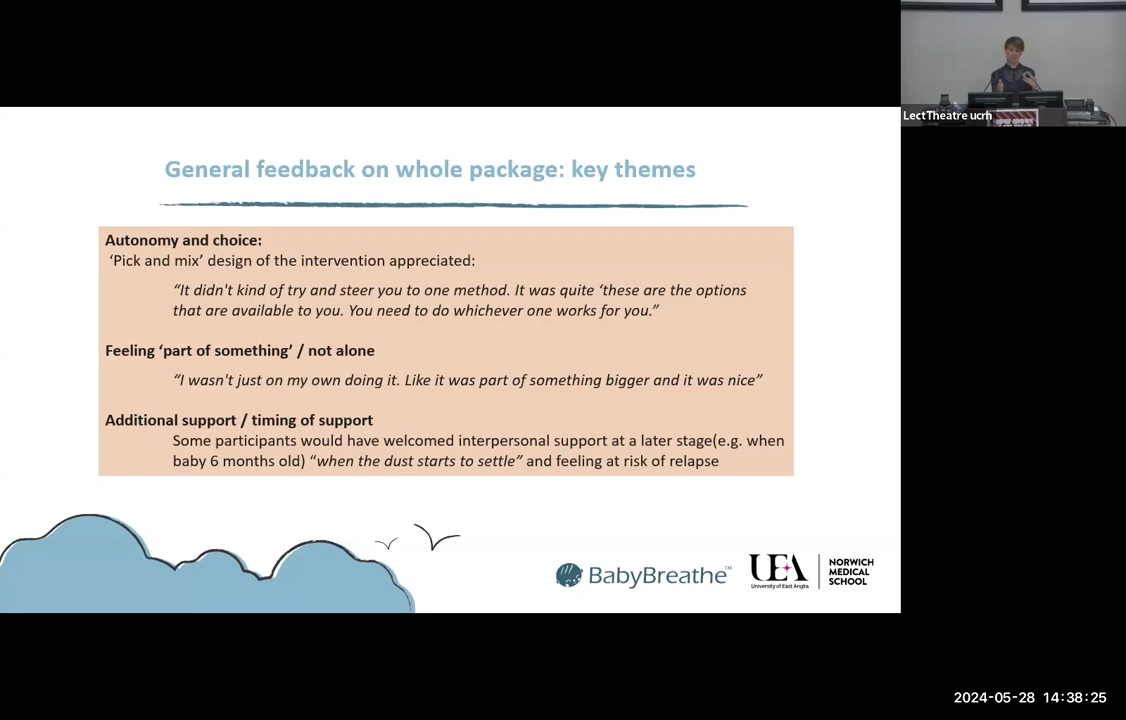 LectTheatre ucrh
General feedback on whole package: key themes
Autonomy and choice:
‘Pick and mix’ design of the intervention appreciated:
“It didn't kind of try and steer you to one method. It was quite ‘these are the options
that are available to you. You need to do whichever one works for you.”
Feeling ‘part of something’ / not alone
“I wasn't just on my own doing it. Like it was part of something bigger and it was nice”
Additional support / timing of support
Some participants would have welcomed interpersonal support at a later stage(e.g. when
baby 6 months old) “when the dust starts to settle” and feeling at risk of relapse
BabyBreathe™
UEA
University of East Anglia
NORWICH
MEDICAL
SCHOOL
2024-05-28 14:38:25